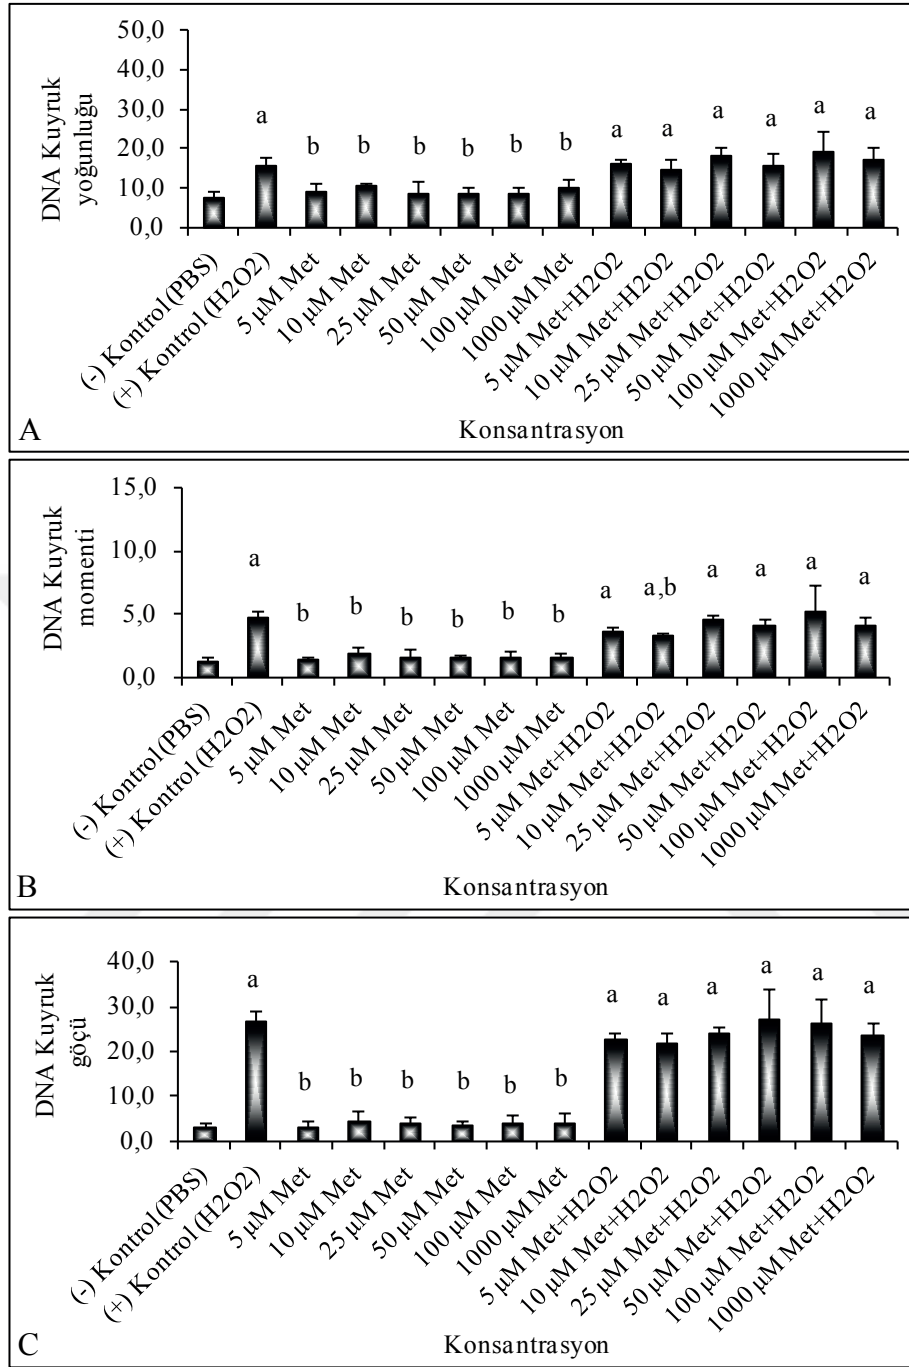 DNA Kuyruk
yoğunluğu
50,0
40,0
30,0
20,0
10,0
0,0
a b b b b b b a a a a a a
(-) Kontrol (PBS)
(+) Kontrol (H2O2)
5 µM Met
10 µM Met
25 µM Met
50 µM Met
100 µM Met
1000 µM Met
5 µM Met+H2O2
10 µM Met+H2O2
25 µM Met+H2O2
50 µM Met+H2O2
100 µM Met+H2O2
1000 µM Met+H2O2
Konsantrasyon
A
DNA Kuyruk
momenti
15,0
10,0
5,0
0,0
a b b b b b b a a,b a a a a
(-) Kontrol (PBS)
(+) Kontrol (H2O2)
5 µM Met
10 µM Met
25 µM Met
50 µM Met
100 µM Met
1000 µM Met
5 µM Met+H2O2
10 µM Met+H2O2
25 µM Met+H2O2
50 µM Met+H2O2
100 µM Met+H2O2
1000 µM Met+H2O2
Konsantrasyon
B
DNA Kuyruk
göçü
40,0
30,0
20,0
10,0
0,0
a b b b b b b a a a a a a
(-) Kontrol (PBS)
(+) Kontrol (H2O2)
5 µM Met
10 µM Met
25 µM Met
50 µM Met
100 µM Met
1000 µM Met
5 µM Met+H2O2
10 µM Met+H2O2
25 µM Met+H2O2
50 µM Met+H2O2
100 µM Met+H2O2
1000 µM Met+H2O2
Konsantrasyon
C